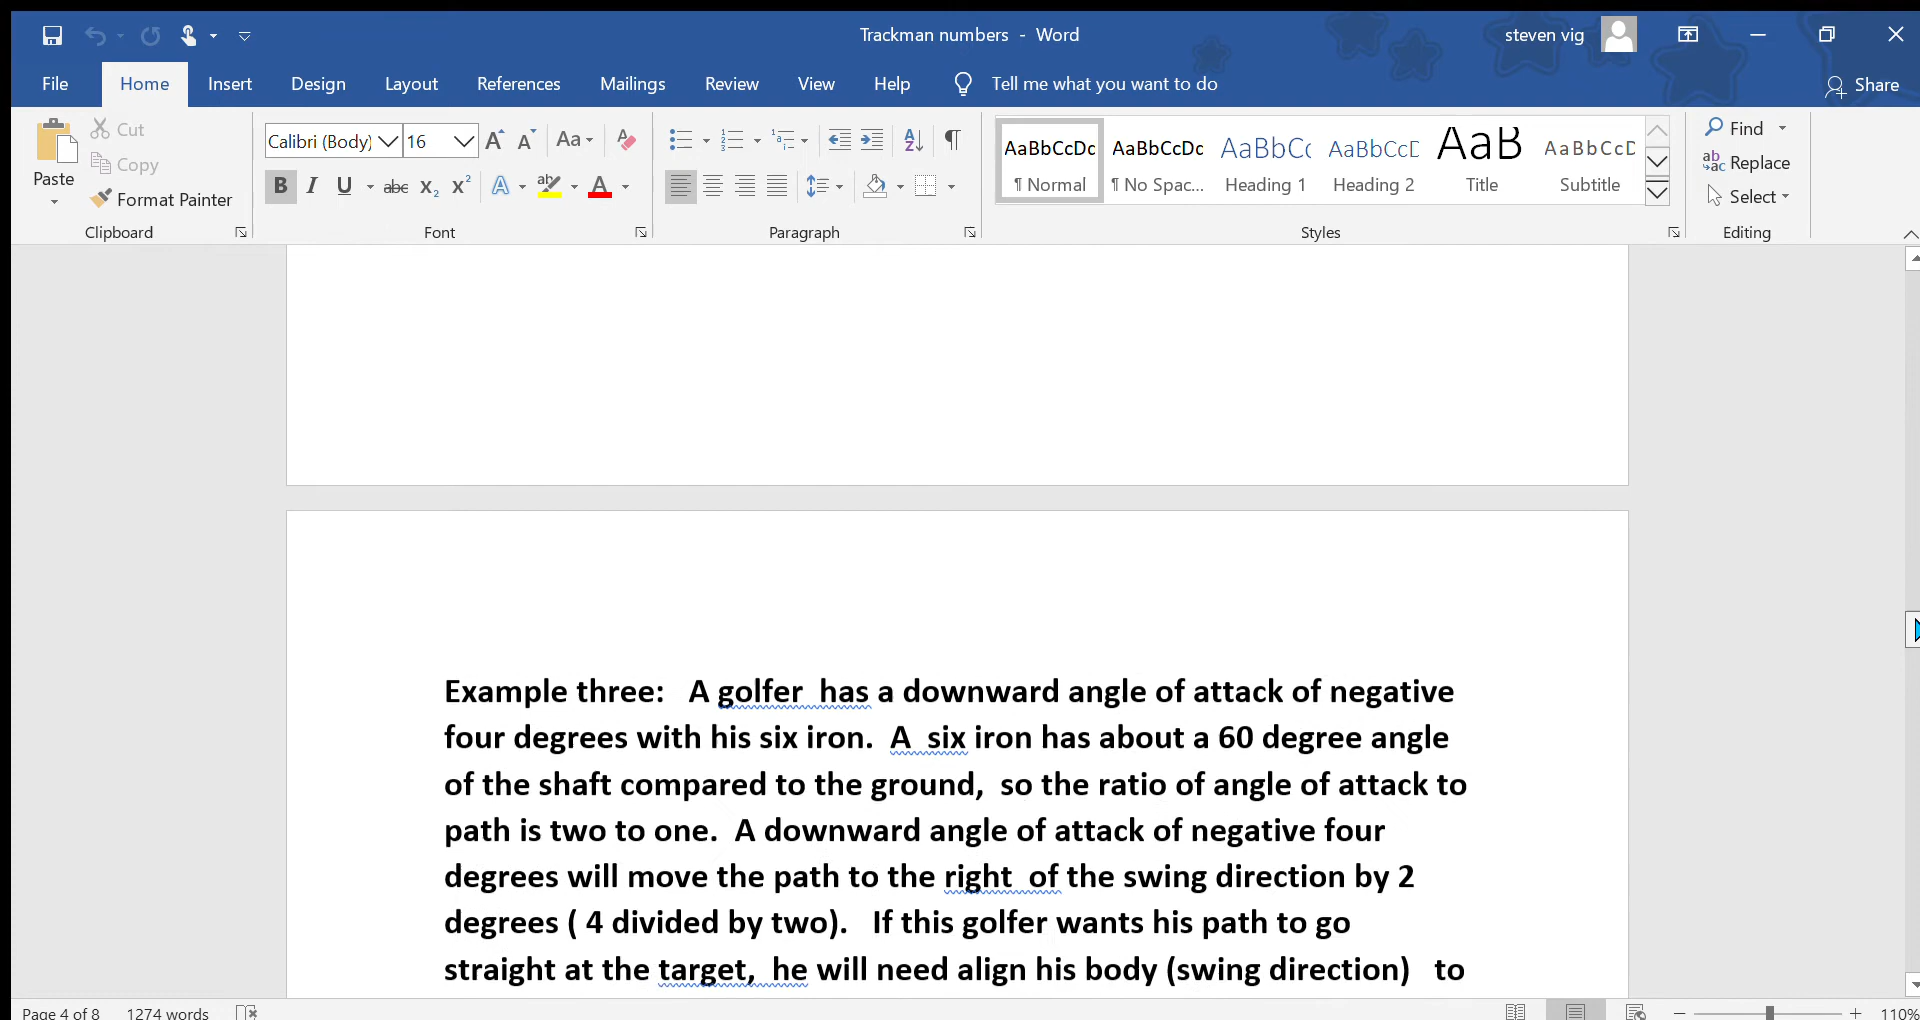 Trackman numbers - Word
steven vig
File Home Insert Design Layout References Mailings Review View Help Tell me what you want to do Share
Paste Cut Copy Format Painter Clipboard
Calibri (Body) 16 Aa B I U abc X₂ X² A ab A Font
Paragraph
AaBbCcDc AaBbCcDc AaBbCc AaBbCcD AaB AaBbCcD
¶ Normal ¶ No Spac... Heading 1 Heading 2 Title Subtitle
Styles
Find
Replace
Select
Editing
Example three: A golfer has a downward angle of attack of negative
four degrees with his six iron. A six iron has about a 60 degree angle
of the shaft compared to the ground, so the ratio of angle of attack to
path is two to one. A downward angle of attack of negative four
degrees will move the path to the right of the swing direction by 2
degrees ( 4 divided by two). If this golfer wants his path to go
straight at the target, he will need align his body (swing direction) to
Page 4 of 8 1274 words 110%